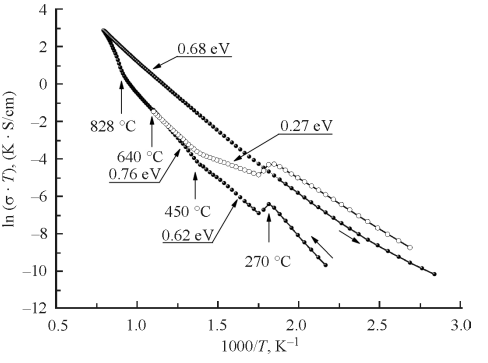 4
2
0
−2
−4
−6
−8
−10
−12
ln (σ · T), (K · S/cm)
0.68 eV
828 °C
0.27 eV
640 °C
0.76 eV
450 °C
0.62 eV
270 °C
0.5 1.0 1.5 2.0 2.5 3.0
1000/T, K⁻¹